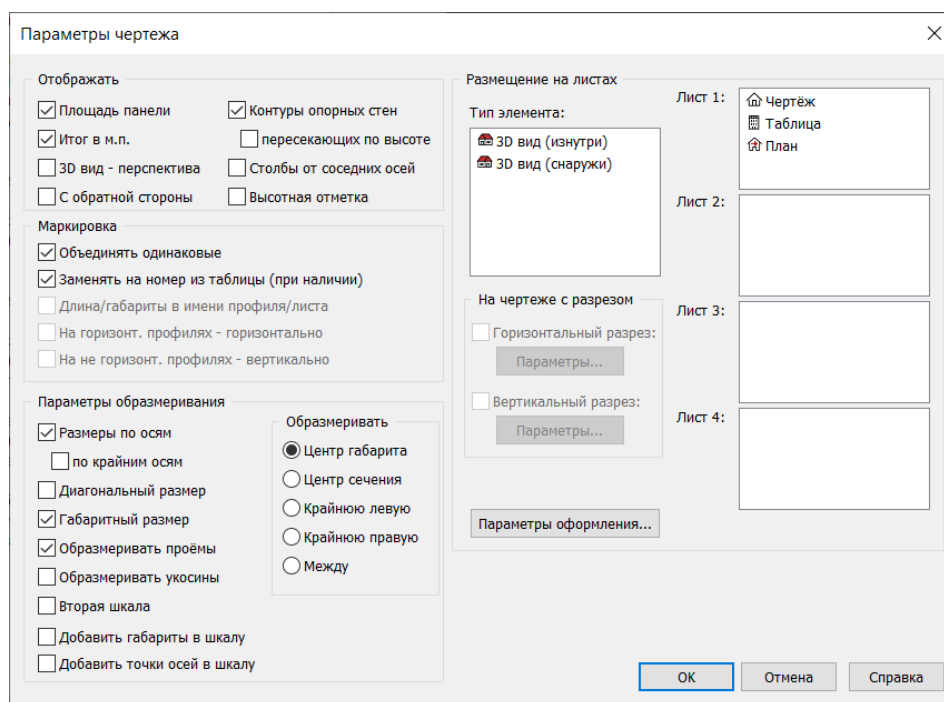 Параметры чертежа
Отображать
Площадь панели
Контуры опорных стен
Итог в м.п.
пересекающих по высоте
3D вид - перспектива
Столбы от соседних осей
С обратной стороны
Высотная отметка
Маркировка
Объединять одинаковые
Заменять на номер из таблицы (при наличии)
Длина/габариты в имени профиля/листа
На горизонт. профилях - горизонтально
На не горизонт. профилях - вертикально
Параметры образмеривания
Размеры по осям
по крайним осям
Диагональный размер
Габаритный размер
Образмеривать проёмы
Образмеривать укосины
Вторая шкала
Добавить габариты в шкалу
Добавить точки осей в шкалу
Образмеривать
Центр габарита
Центр сечения
Крайнюю левую
Крайнюю правую
Между
Размещение на листах
Тип элемента:
3D вид (изнутри)
3D вид (снаружи)
На чертеже с разрезом
Горизонтальный разрез:
Параметры...
Вертикальный разрез:
Параметры...
Параметры оформления...
Лист 1:
Чертёж
Таблица
План
Лист 2:
Лист 3:
Лист 4:
ОК
Отмена
Справка